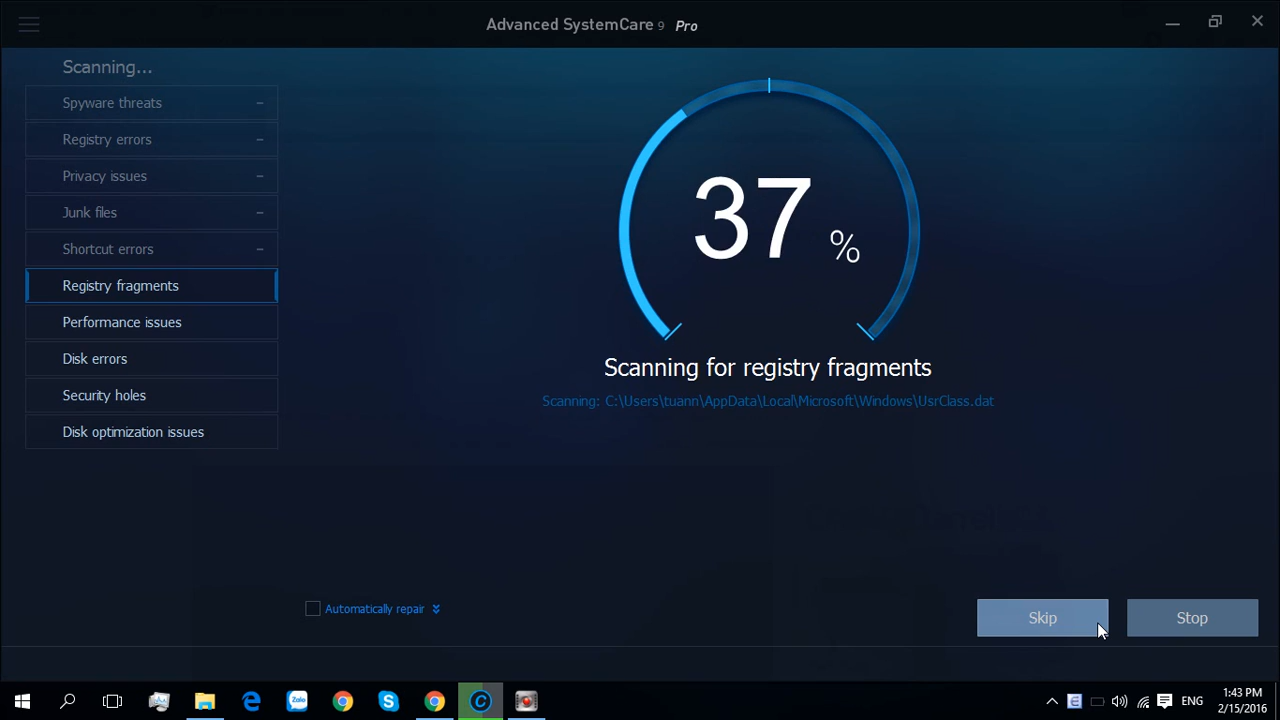 Advanced SystemCare 9 Pro
Scanning...
Spyware threats –
Registry errors –
Privacy issues –
Junk files –
Shortcut errors –
Registry fragments
Performance issues
Disk errors
Security holes
Disk optimization issues
37 %
Scanning for registry fragments
Scanning: C:\Users\tuann\AppData\Local\Microsoft\Windows\UsrClass.dat
Automatically repair
Skip
Stop
Zalo
ENG
1:43 PM
2/15/2016